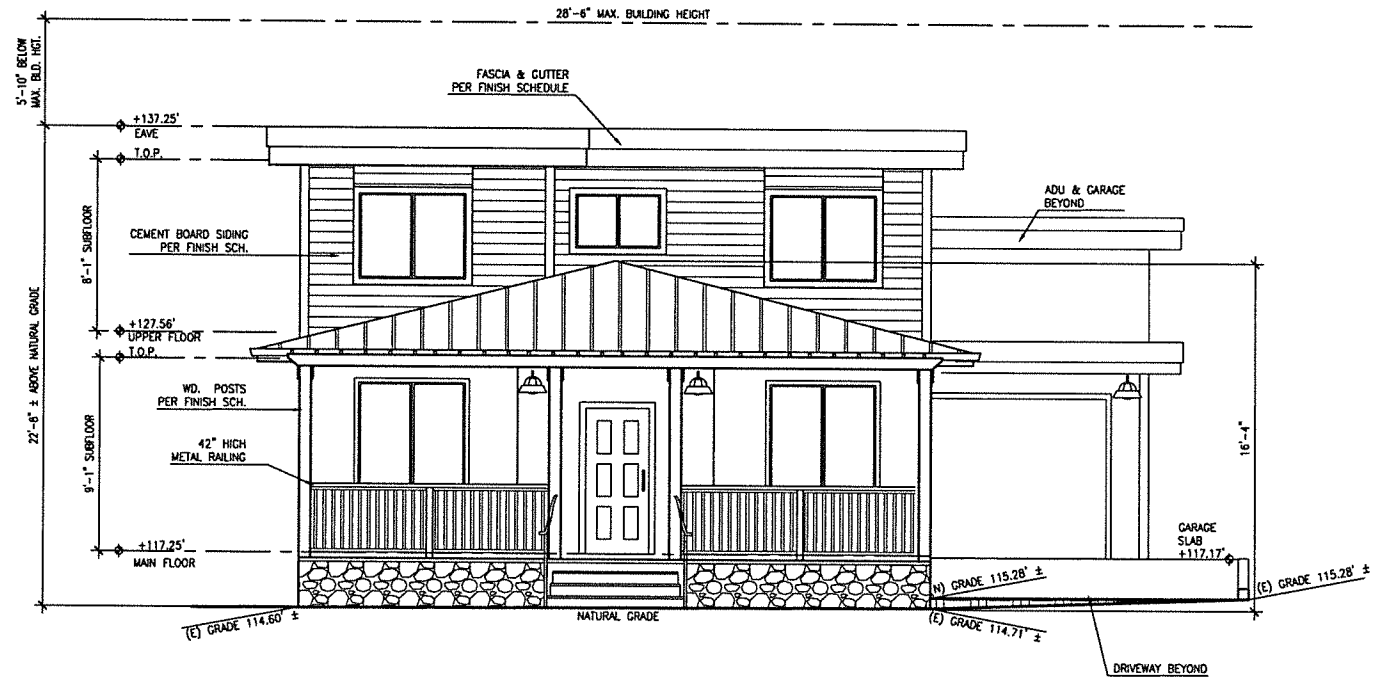 28'-6" MAX. BUILDING HEIGHT
5'-10" BELOW
MAX. BLD. HGT.
FASCIA & GUTTER
PER FINISH SCHEDULE
+137.25'
EAVE
T.O.P.
ADU & GARAGE
BEYOND
CEMENT BOARD SIDING
PER FINISH SCH.
8'-1" SUBFLOOR
22'-8" ± ABOVE NATURAL GRADE
+127.56'
UPPER FLOOR
T.O.P.
WD. POSTS
PER FINISH SCH.
42" HIGH
METAL RAILING
9'-1" SUBFLOOR
16'-4"
+117.25'
MAIN FLOOR
GARAGE
SLAB
+117.17'
(N) GRADE 115.28' ±
(E) GRADE 115.28' ±
(E) GRADE 114.60' ±
NATURAL GRADE
(E) GRADE 114.71' ±
DRIVEWAY BEYOND